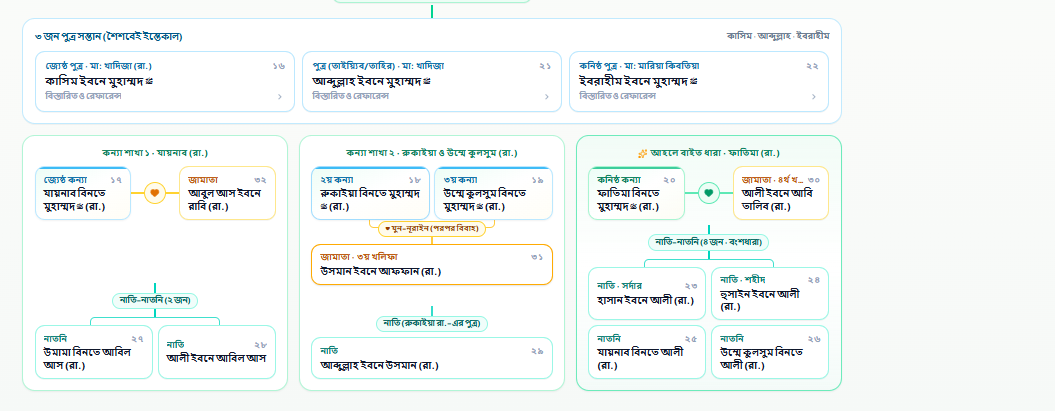 ৩ জন পুত্র সন্তান (শৈশবেই ইন্তেকাল)
কাসিম · আব্দুল্লাহ · ইবরাহীম
জ্যেষ্ঠ পুত্র · মা: খাদিজা (রা.) ১৬
কাসিম ইবনে মুহাম্মদ ﷺ
বিস্তারিত ও রেফারেন্স ›
পুত্র (তাইয়্যিব/তাহির) · মা: খাদিজা ২১
আব্দুল্লাহ ইবনে মুহাম্মদ ﷺ
বিস্তারিত ও রেফারেন্স ›
কনিষ্ঠ পুত্র · মা: মারিয়া কিবতিয়া ২২
ইবরাহীম ইবনে মুহাম্মদ ﷺ
বিস্তারিত ও রেফারেন্স ›
কন্যা শাখা ১ · যায়নাব (রা.)
জ্যেষ্ঠ কন্যা ১৭
যায়নাব বিনতে
মুহাম্মদ ﷺ (রা.)
জামাতা ৩২
আবুল আস ইবনে
রাবি (রা.)
নাতি-নাতনি (২ জন)
নাতনি ২৭
উমামা বিনতে আবিল
আস (রা.)
নাতি ২৮
আলী ইবনে আবিল আস
কন্যা শাখা ২ · রুকাইয়া ও উম্মে কুলসুম (রা.)
২য় কন্যা ১৮
রুকাইয়া বিনতে মুহাম্মদ
ﷺ (রা.)
৩য় কন্যা ১৯
উম্মে কুলসুম বিনতে
মুহাম্মদ ﷺ (রা.)
♥ যুন-নূরাইন (পরপর বিবাহ)
জামাতা · ৩য় খলিফা ৩১
উসমান ইবনে আফফান (রা.)
নাতি (রুকাইয়া রা.-এর পুত্র)
নাতি ২৯
আব্দুল্লাহ ইবনে উসমান (রা.)
আহলে বাইত ধারা · ফাতিমা (রা.)
কনিষ্ঠ কন্যা ২০
ফাতিমা বিনতে
মুহাম্মদ ﷺ (রা.)
জামাতা · ৪র্থ খ... ৩০
আলী ইবনে আবি
তালিব (রা.)
নাতি-নাতনি (৪ জন · বংশধারা)
নাতি · সর্দার ২৩
হাসান ইবনে আলী (রা.)
নাতি · শহীদ ২৪
হুসাইন ইবনে আলী
(রা.)
নাতনি ২৫
যায়নাব বিনতে আলী
(রা.)
নাতনি ২৬
উম্মে কুলসুম বিনতে
আলী (রা.)